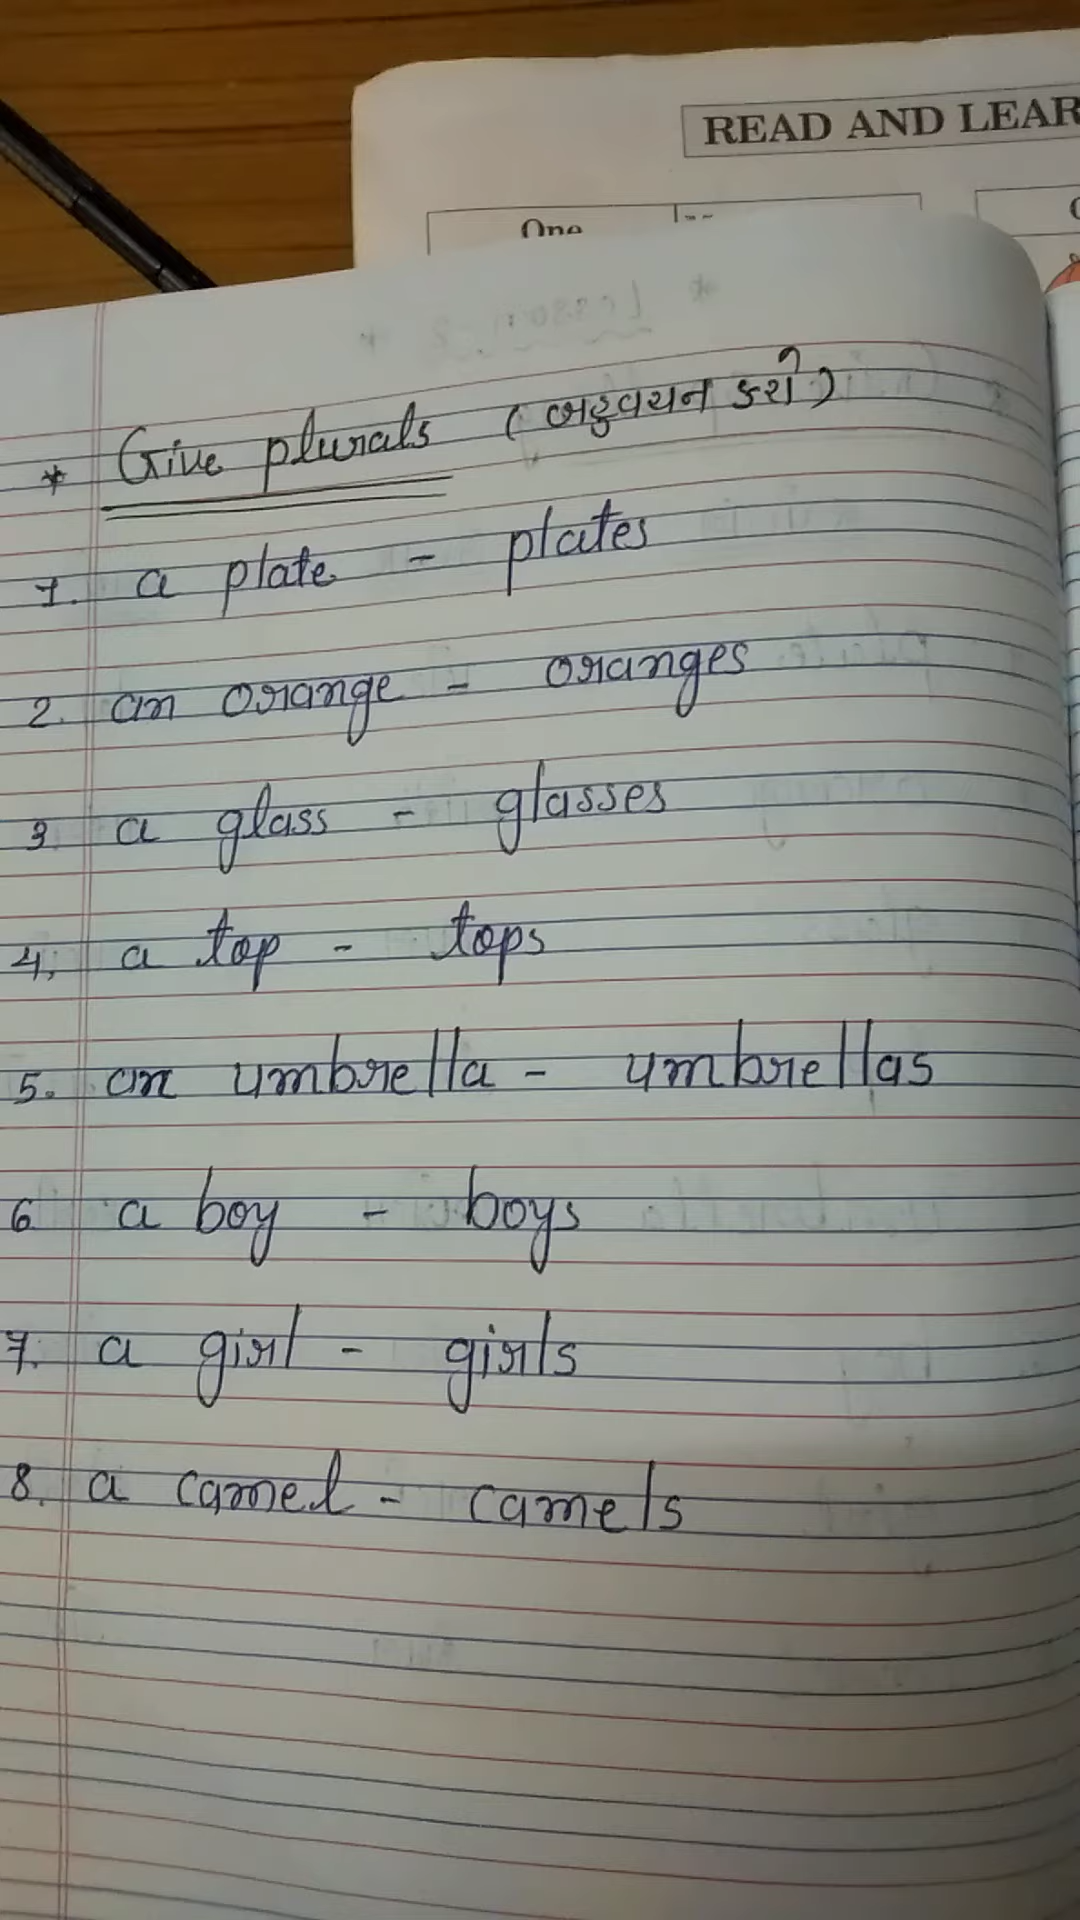 READ AND LEAR
One
* Give plurals (બહુવચન કરો)
1. a plate - plates
2. an orange - oranges
3 a glass - glasses
4. a top - tops
5. an umbrella - umbrellas
6 a boy - boys
7. a girl - girls
8. a camel - camels